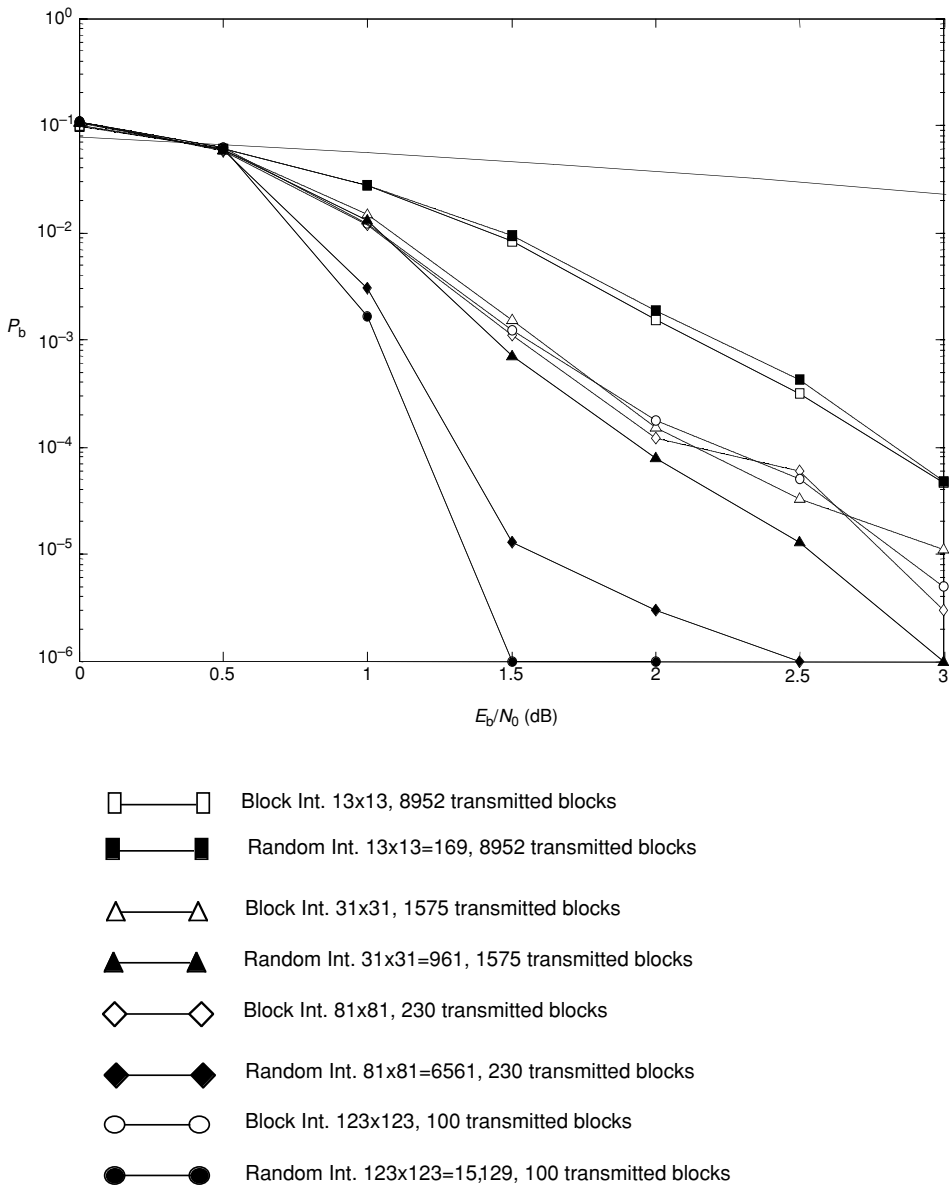 10⁰
10⁻¹
10⁻²
10⁻³
10⁻⁴
10⁻⁵
10⁻⁶
P_b
0 0.5 1 1.5 2 2.5 3
E_b/N_0 (dB)
Block Int. 13x13, 8952 transmitted blocks
Random Int. 13x13=169, 8952 transmitted blocks
Block Int. 31x31, 1575 transmitted blocks
Random Int. 31x31=961, 1575 transmitted blocks
Block Int. 81x81, 230 transmitted blocks
Random Int. 81x81=6561, 230 transmitted blocks
Block Int. 123x123, 100 transmitted blocks
Random Int. 123x123=15,129, 100 transmitted blocks